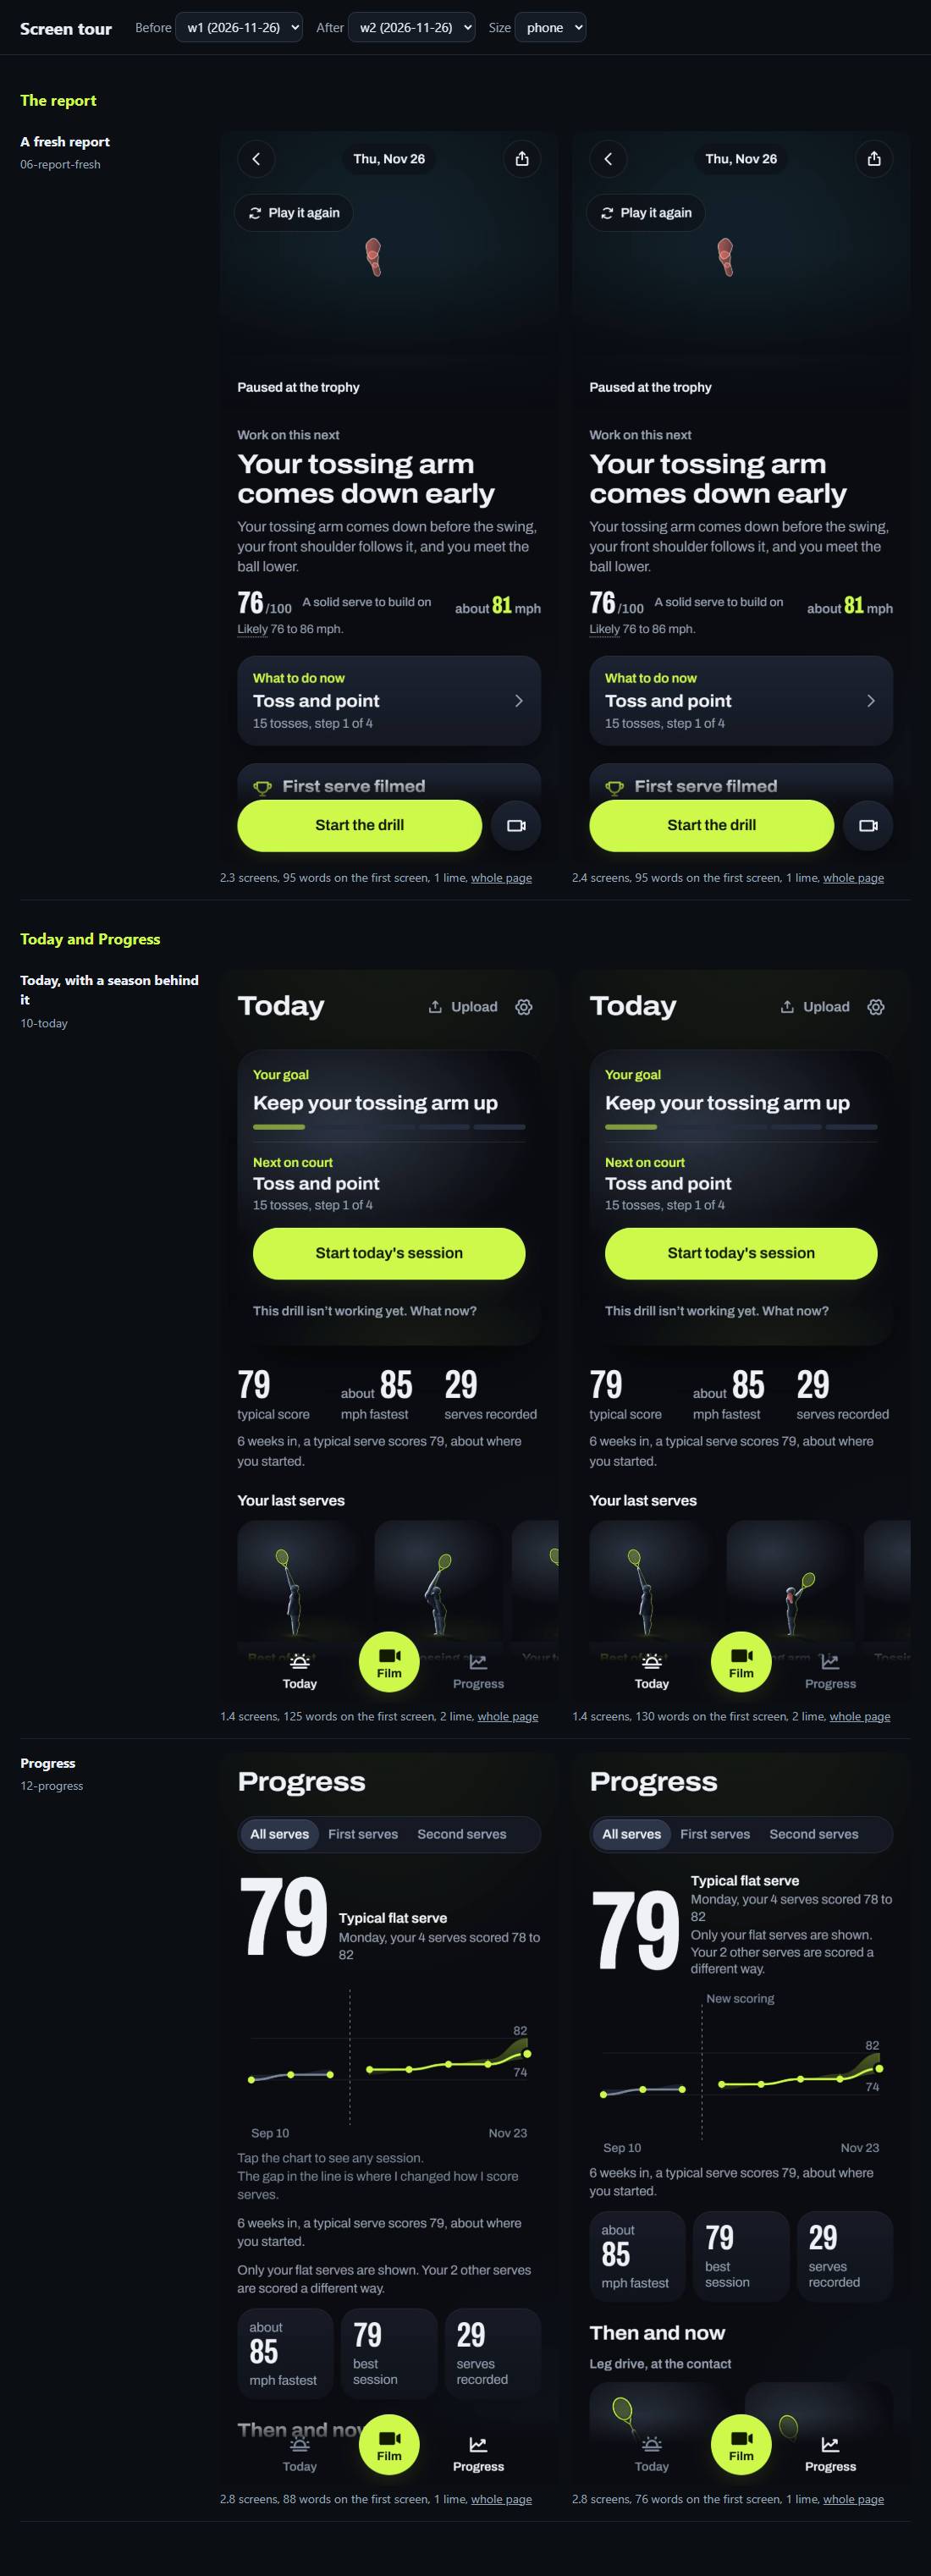 Screen tour
Before w1 (2026-11-26) After w2 (2026-11-26) Size phone
The report
A fresh report
06-report-fresh
Thu, Nov 26
Play it again
Paused at the trophy
Work on this next
Your tossing arm
comes down early
Your tossing arm comes down before the swing,
your front shoulder follows it, and you meet the
ball lower.
76 /100 A solid serve to build on about 81 mph
Likely 76 to 86 mph.
What to do now
Toss and point
15 tosses, step 1 of 4
First serve filmed
Start the drill
2.3 screens, 95 words on the first screen, 1 lime, whole page
Thu, Nov 26
Play it again
Paused at the trophy
Work on this next
Your tossing arm
comes down early
Your tossing arm comes down before the swing,
your front shoulder follows it, and you meet the
ball lower.
76 /100 A solid serve to build on about 81 mph
Likely 76 to 86 mph.
What to do now
Toss and point
15 tosses, step 1 of 4
First serve filmed
Start the drill
2.4 screens, 95 words on the first screen, 1 lime, whole page
Today and Progress
Today, with a season behind
it
10-today
Today Upload
Your goal
Keep your tossing arm up
Next on court
Toss and point
15 tosses, step 1 of 4
Start today's session
This drill isn't working yet. What now?
79 about 85 29
typical score mph fastest serves recorded
6 weeks in, a typical serve scores 79, about where
you started.
Your last serves
Today Film Progress
1.4 screens, 125 words on the first screen, 2 lime, whole page
Today Upload
Your goal
Keep your tossing arm up
Next on court
Toss and point
15 tosses, step 1 of 4
Start today's session
This drill isn't working yet. What now?
79 about 85 29
typical score mph fastest serves recorded
6 weeks in, a typical serve scores 79, about where
you started.
Your last serves
Today Film Progress
1.4 screens, 130 words on the first screen, 2 lime, whole page
Progress
12-progress
Progress
All serves First serves Second serves
79
Typical flat serve
Monday, your 4 serves scored 78 to
82
82
74
Sep 10 Nov 23
Tap the chart to see any session.
The gap in the line is where I changed how I score
serves.
6 weeks in, a typical serve scores 79, about where
you started.
Only your flat serves are shown. Your 2 other serves
are scored a different way.
about
85
mph fastest
79
best
session
29
serves
recorded
Then and now
Today Film Progress
2.8 screens, 88 words on the first screen, 1 lime, whole page
Progress
All serves First serves Second serves
79
Typical flat serve
Monday, your 4 serves scored 78 to
82
Only your flat serves are shown.
Your 2 other serves are scored a
different way.
New scoring
82
74
Sep 10 Nov 23
6 weeks in, a typical serve scores 79, about where
you started.
about
85
mph fastest
79
best
session
29
serves
recorded
Then and now
Leg drive, at the contact
Today Film Progress
2.8 screens, 76 words on the first screen, 1 lime, whole page